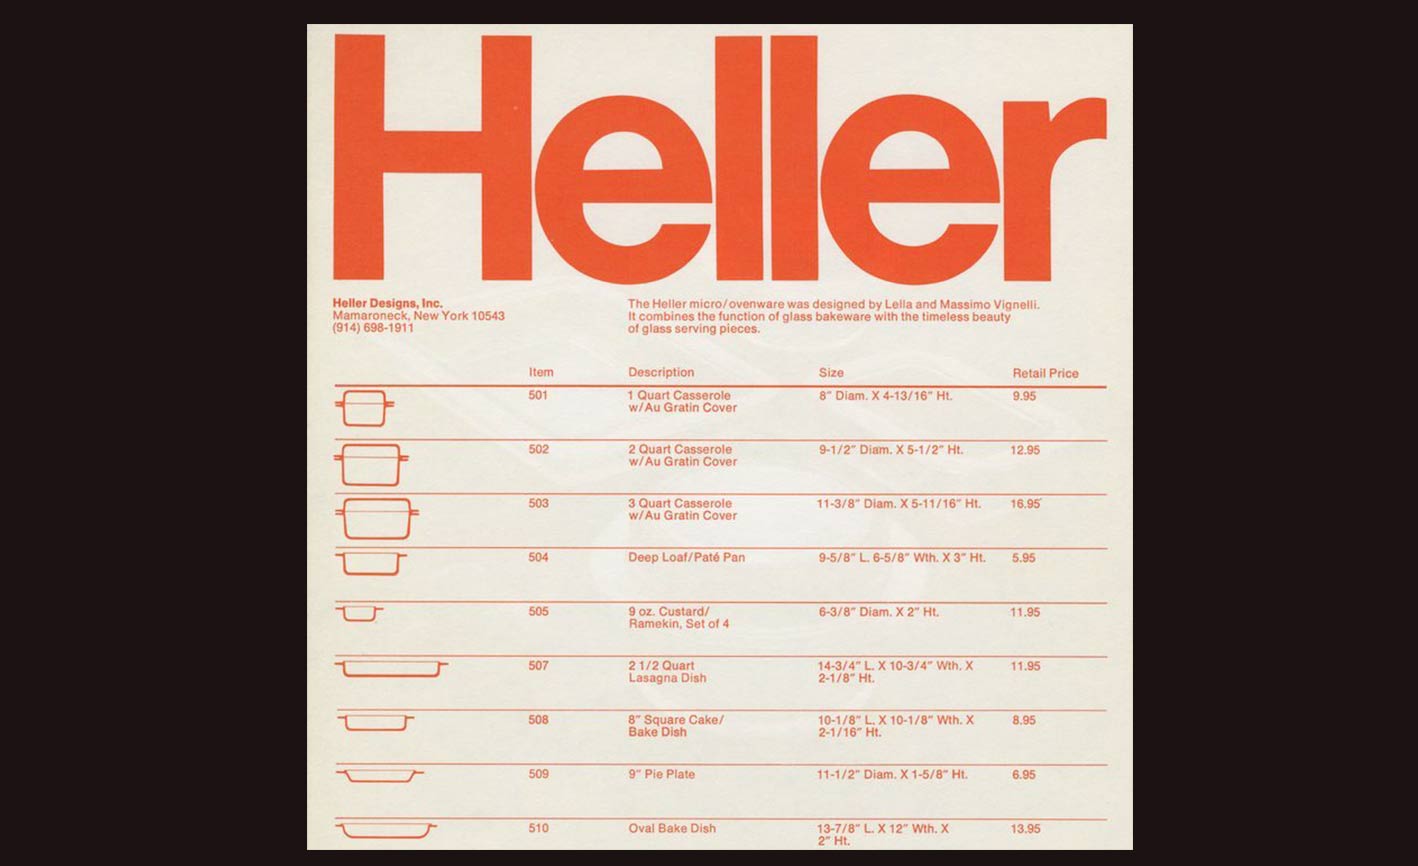 Heller
Heller Designs, Inc.
Mamaroneck, New York 10543
(914) 698-1911
The Heller micro/ovenware was designed by Lella and Massimo Vignelli.
It combines the function of glass bakeware with the timeless beauty
of glass serving pieces.
Item Description Size Retail Price
501 1 Quart Casserole 8" Diam. X 4-13/16" Ht. 9.95
w/Au Gratin Cover
502 2 Quart Casserole 9-1/2" Diam. X 5-1/2" Ht. 12.95
w/Au Gratin Cover
503 3 Quart Casserole 11-3/8" Diam. X 5-11/16" Ht. 16.95
w/Au Gratin Cover
504 Deep Loaf/Paté Pan 9-5/8" L. 6-5/8" Wth. X 3" Ht. 5.95
505 9 oz. Custard/ 6-3/8" Diam. X 2" Ht. 11.95
Ramekin, Set of 4
507 2 1/2 Quart 14-3/4" L. X 10-3/4" Wth. X 11.95
Lasagna Dish 2-1/8" Ht.
508 8" Square Cake/ 10-1/8" L. X 10-1/8" Wth. X 8.95
Bake Dish 2-1/16" Ht.
509 9" Pie Plate 11-1/2" Diam. X 1-5/8" Ht. 6.95
510 Oval Bake Dish 13-7/8" L. X 12" Wth. X 13.95
2" Ht.